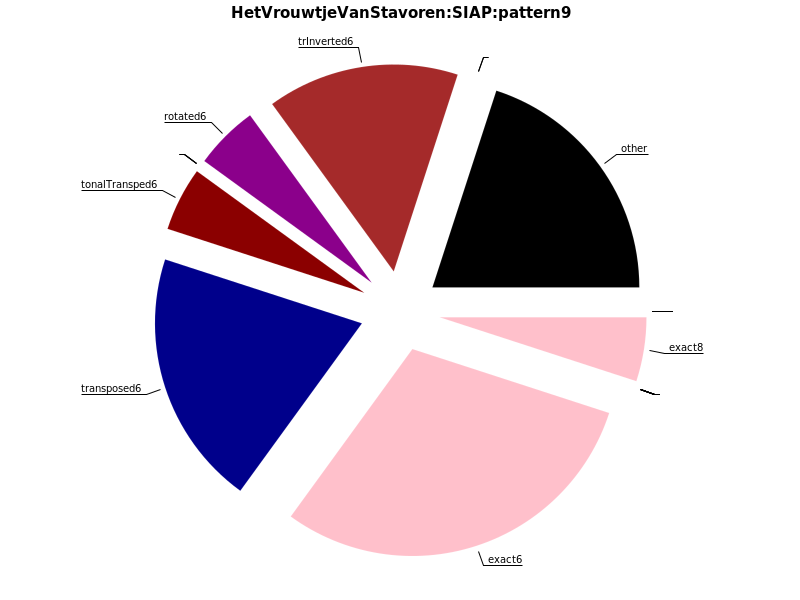 HetVrouwtjeVanStavoren:SIAP:pattern9
trInverted6
other
rotated6
tonalTransped6
exact8
transposed6
exact6